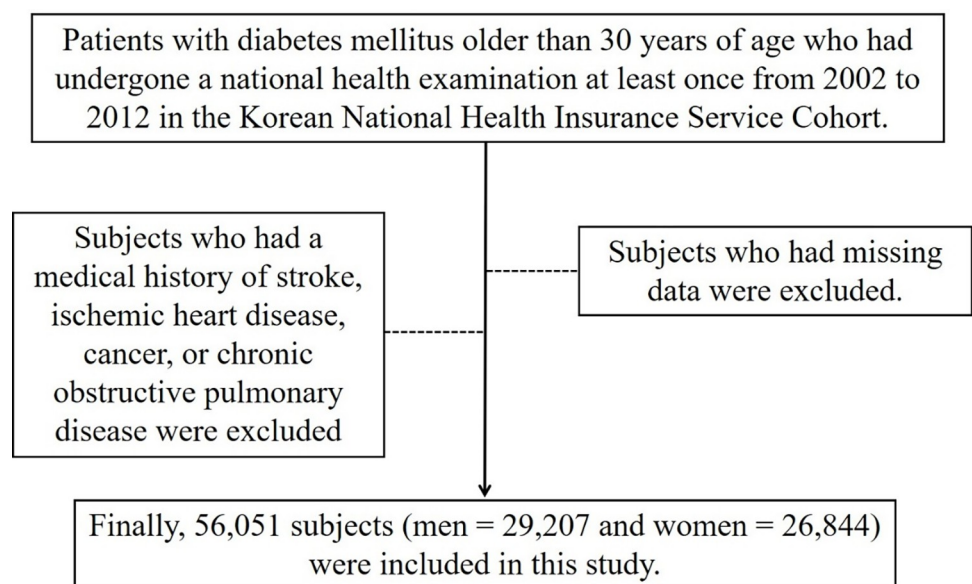 Patients with diabetes mellitus older than 30 years of age who had
undergone a national health examination at least once from 2002 to
2012 in the Korean National Health Insurance Service Cohort.
Subjects who had a
medical history of stroke,
ischemic heart disease,
cancer, or chronic
obstructive pulmonary
disease were excluded
Subjects who had missing
data were excluded.
Finally, 56,051 subjects (men = 29,207 and women = 26,844)
were included in this study.